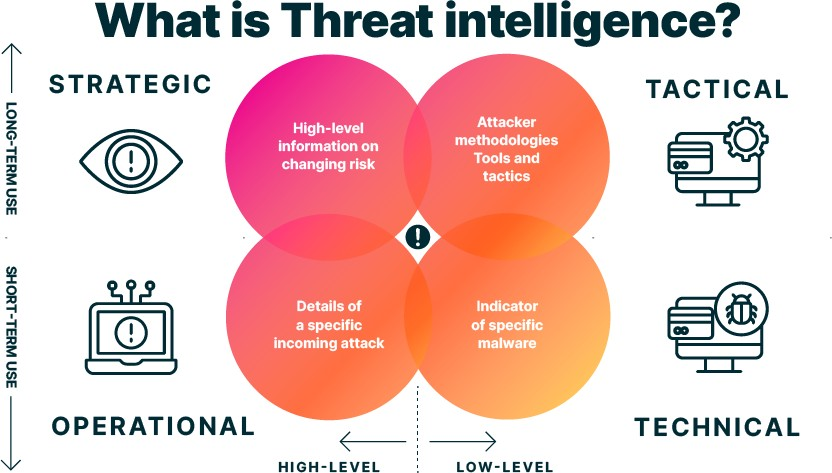 What is Threat intelligence?
STRATEGIC
TACTICAL
LONG-TERM USE
High-level
information on
changing risk
Attacker
methodologies
Tools and
tactics
SHORT-TERM USE
Details of
a specific
incoming attack
Indicator
of specific
malware
OPERATIONAL
TECHNICAL
HIGH-LEVEL
LOW-LEVEL